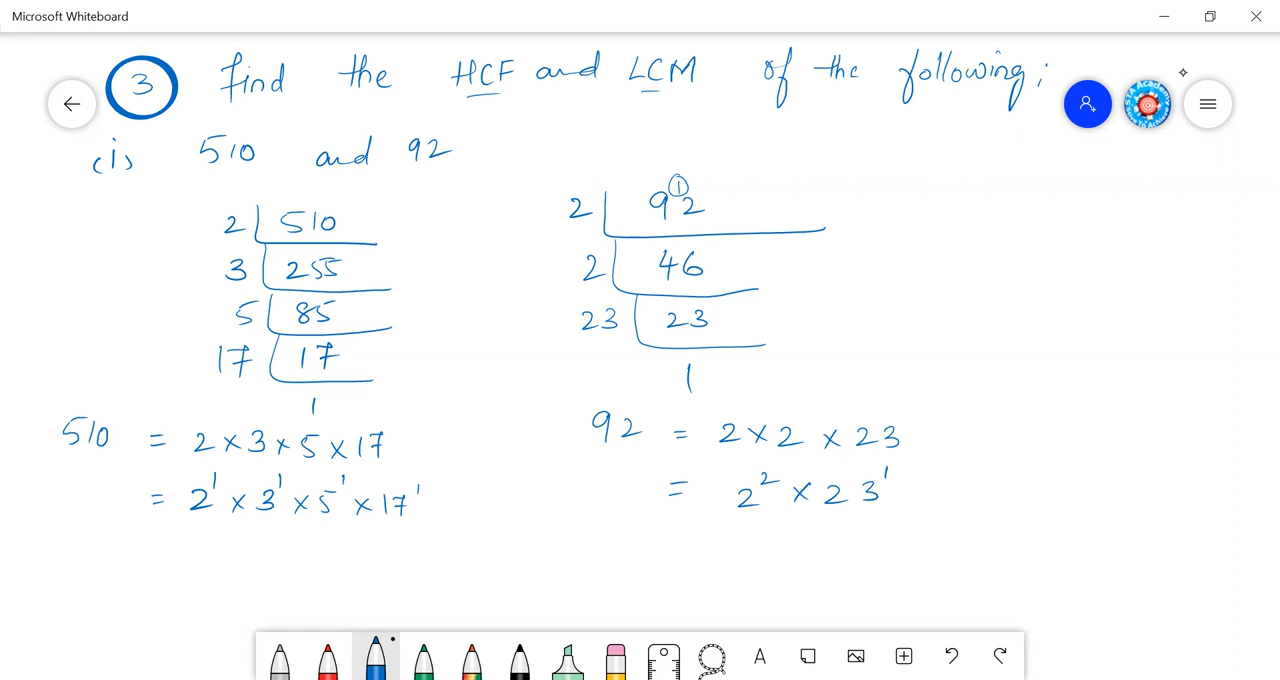 Microsoft Whiteboard
3 find the HCF and LCM of the following;
(i) 510 and 92
2 | 510
3 | 255
5 | 85
17 | 17
1
2 | 92
2 | 46
23 | 23
1
510 = 2 × 3 × 5 × 17
= 2¹ × 3¹ × 5¹ × 17¹
92 = 2 × 2 × 23
= 2² × 23¹